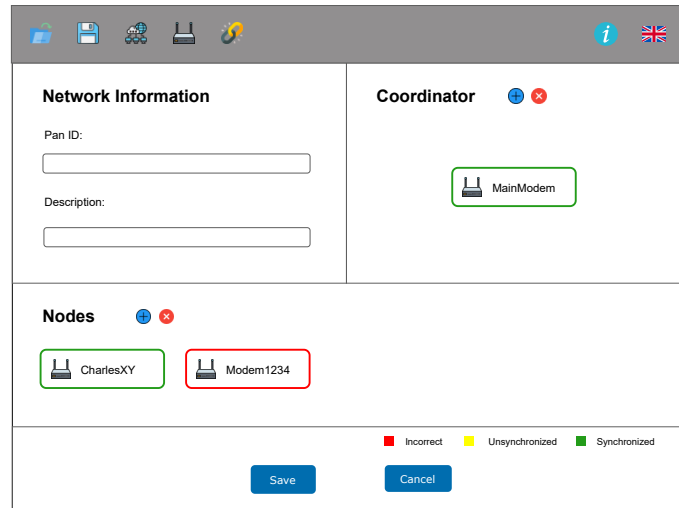 i
Network Information
Coordinator
Pan ID:
MainModem
Description:
Nodes
CharlesXY
Modem1234
Incorrect
Unsynchronized
Synchronized
Save
Cancel